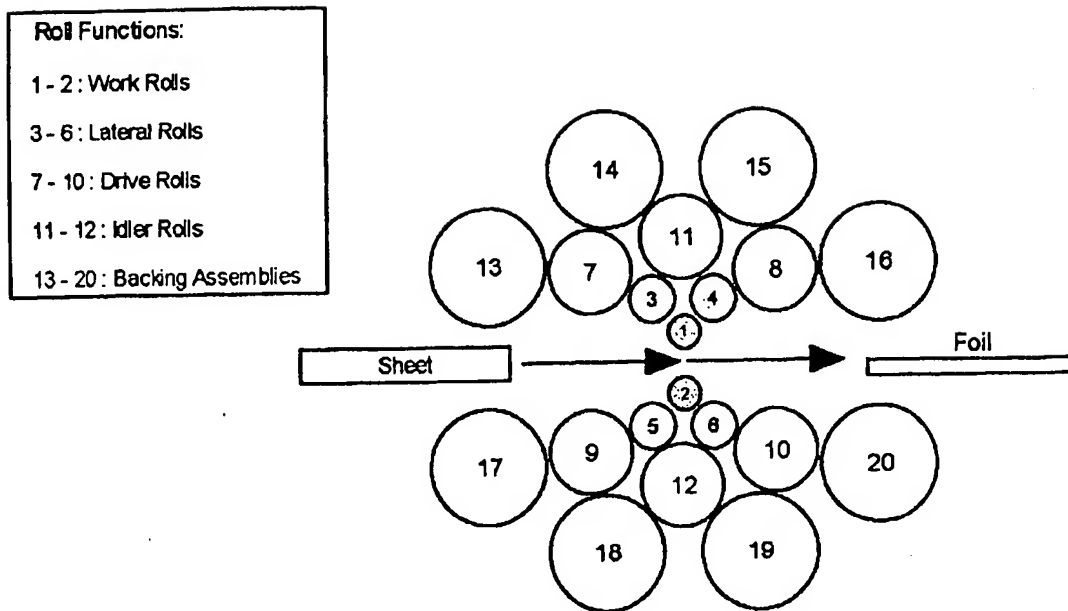 Roll Functions:
1 - 2 : Work Rolls
3 - 6 : Lateral Rolls
7 - 10 : Drive Rolls
11 - 12 : Idler Rolls
13 - 20 : Backing Assemblies
14
15
13
7
11
8
16
3
4
1
Sheet
Foil
2
5
6
17
9
12
10
20
18
19